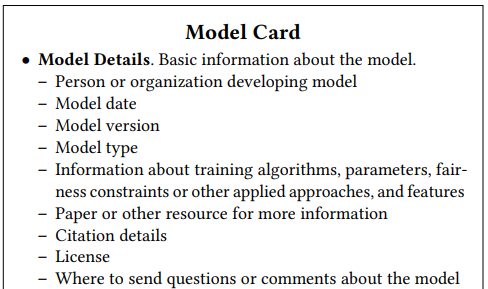 Model Card
• Model Details. Basic information about the model.
– Person or organization developing model
– Model date
– Model version
– Model type
– Information about training algorithms, parameters, fair-
ness constraints or other applied approaches, and features
– Paper or other resource for more information
– Citation details
– License
– Where to send questions or comments about the model